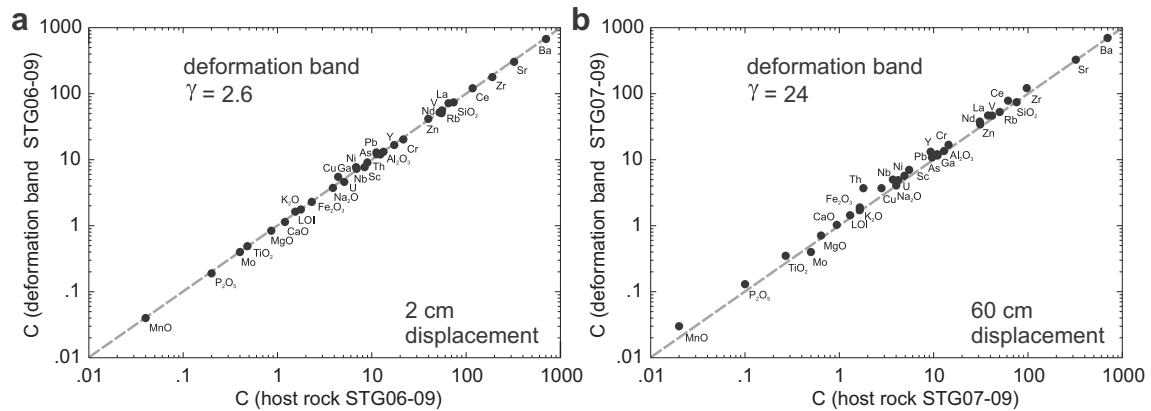 a
deformation band
γ = 2.6
2 cm
displacement
C (deformation band STG06-09)
1000
100
10
1
.1
.01
.01
.1
1
10
100
1000
C (host rock STG06-09)
Ba
Sr
Zr
Ce
La
V
SiO₂
Rb
Nd
Zn
Y
Cr
Pb
As
Al₂O₃
Th
Ni
Ga
Sc
Cu
Nb
U
Na₂O
Fe₂O₃
K₂O
LOI
CaO
MgO
TiO₂
Mo
P₂O₆
MnO
b
deformation band
γ = 24
60 cm
displacement
C (deformation band STG07-09)
1000
100
10
1
.1
.01
.01
.1
1
10
100
1000
C (host rock STG07-09)
Ba
Sr
Zr
Ce
SiO₂
La
V
Rb
Nd
Zn
Cr
Y
Al₂O₃
Ga
Pb
As
Ni
Sc
Nb
U
Na₂O
Th
Cu
Fe₂O₃
K₂O
LOI
CaO
MgO
Mo
TiO₂
P₂O₆
MnO